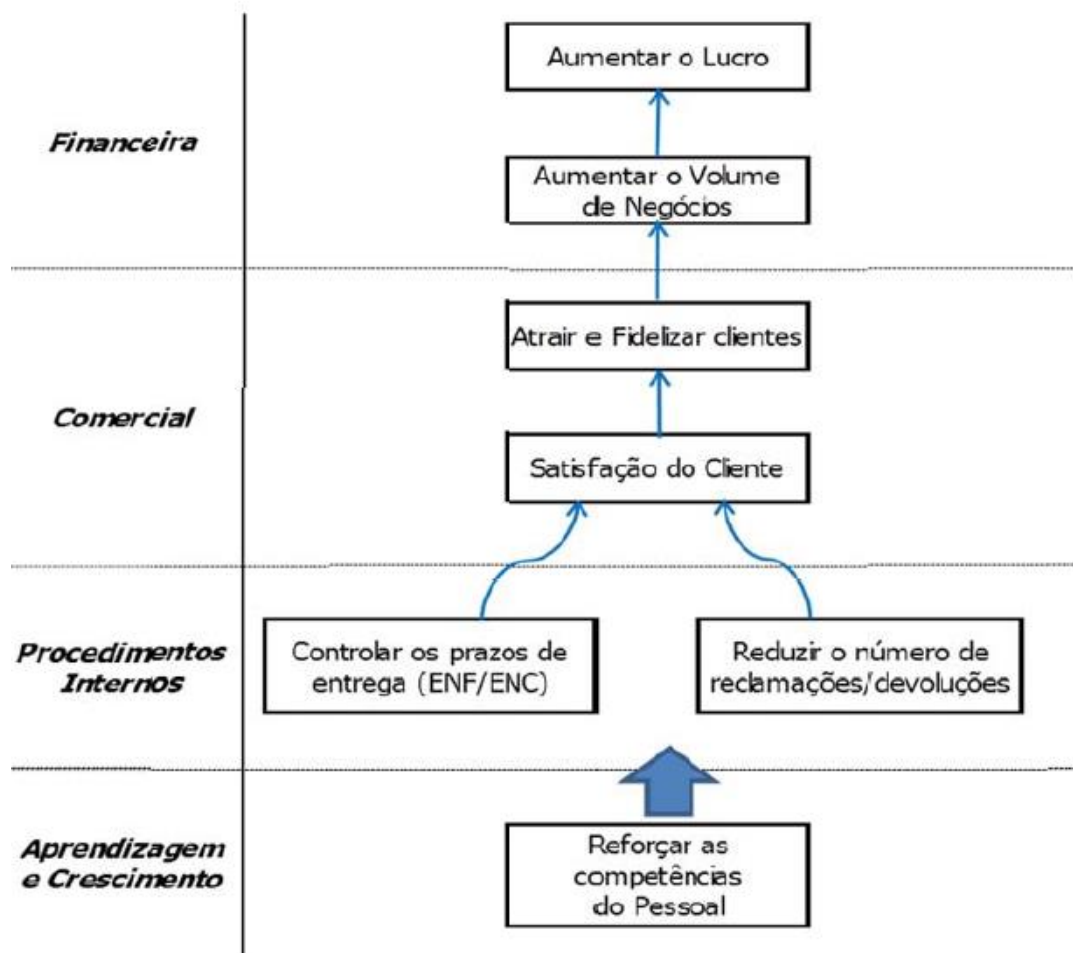 Aumentar o Lucro
Financeira
Aumentar o Volume
de Negócios
Atrair e Fidelizar clientes
Comercial
Satisfação do Cliente
Procedimentos
Internos
Controlar os prazos de
entrega (ENF/ENC)
Reduzir o número de
reclamações/devoluções
Aprendizagem
e Crescimento
Reforçar as
competências
do Pessoal